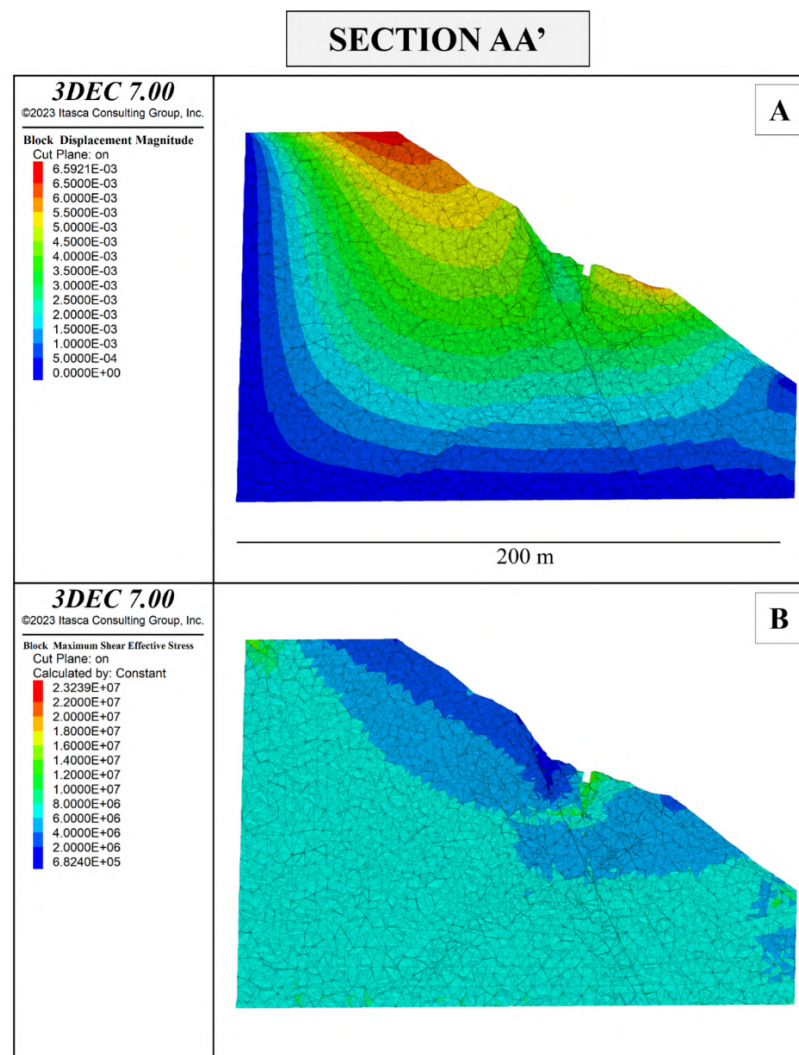 SECTION AA’
3DEC 7.00
©2023 Itasca Consulting Group, Inc.
Block Displacement Magnitude
Cut Plane: on
6.5921E-03
6.5000E-03
6.0000E-03
5.5000E-03
5.0000E-03
4.5000E-03
4.0000E-03
3.5000E-03
3.0000E-03
2.5000E-03
2.0000E-03
1.5000E-03
1.0000E-03
5.0000E-04
0.0000E+00
A
200 m
3DEC 7.00
©2023 Itasca Consulting Group, Inc.
Block Maximum Shear Effective Stress
Cut Plane: on
Calculated by: Constant
2.3239E+07
2.2000E+07
2.0000E+07
1.8000E+07
1.6000E+07
1.4000E+07
1.2000E+07
1.0000E+07
8.0000E+06
6.0000E+06
4.0000E+06
2.0000E+06
6.8240E+05
B